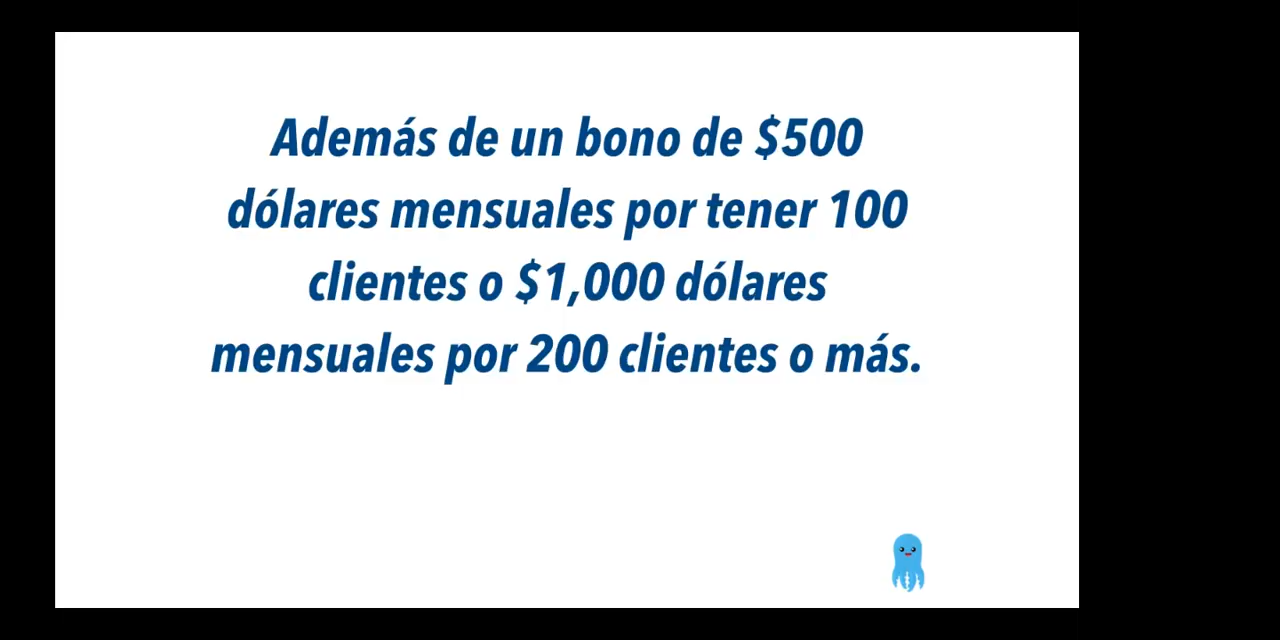 Además de un bono de $500
dólares mensuales por tener 100
clientes o $1,000 dólares
mensuales por 200 clientes o más.